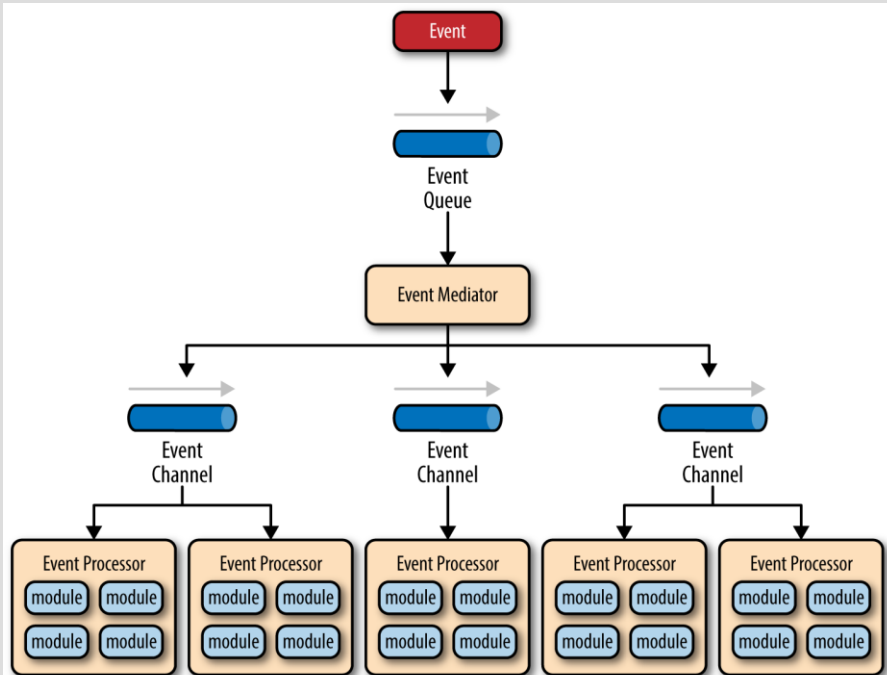 Event
Event
Queue
Event Mediator
Event
Channel
Event
Channel
Event
Channel
Event Processor
module module
module module
Event Processor
module module
module module
Event Processor
module module
module module
Event Processor
module module
module module
Event Processor
module module
module module